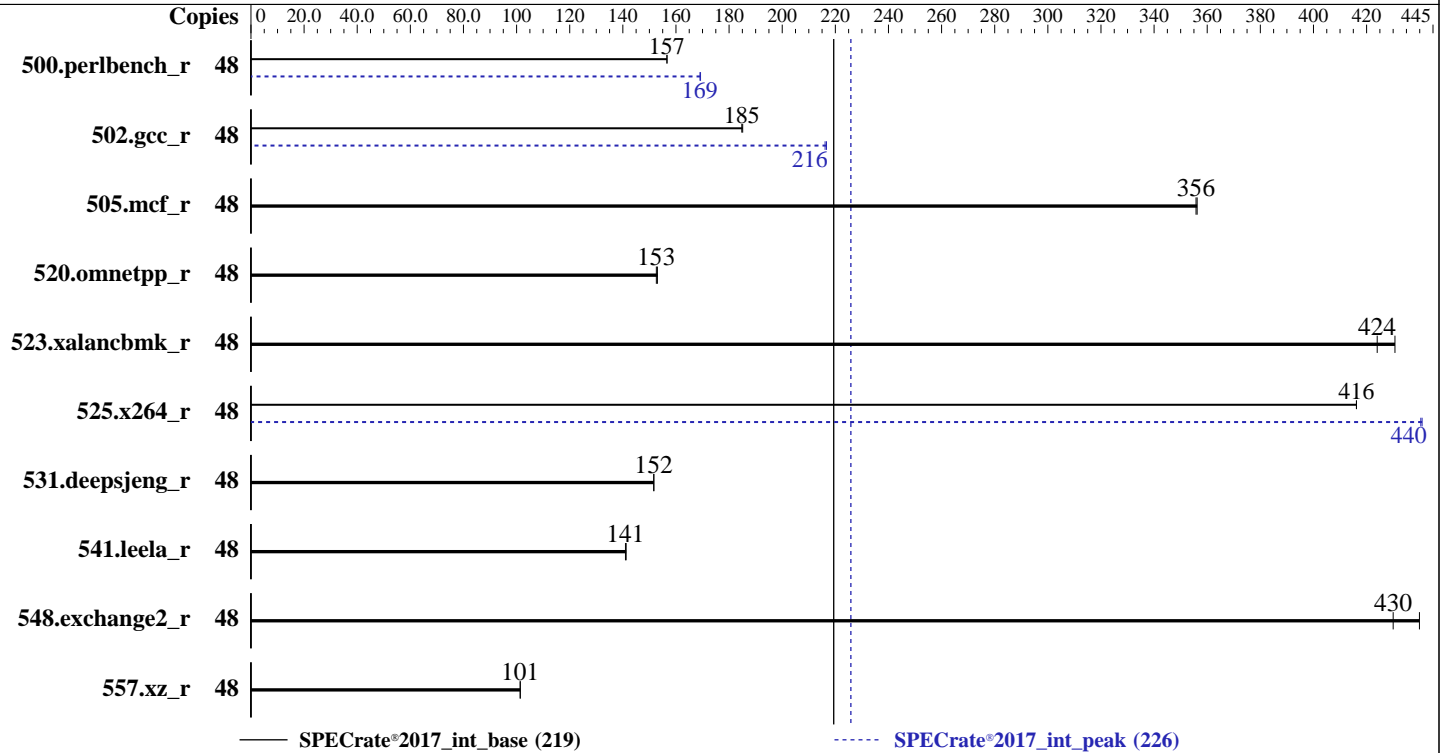 Copies 0 20.0 40.0 60.0 80.0 100 120 140 160 180 200 220 240 260 280 300 320 340 360 380 400 420 445
500.perlbench_r 48 157
169
502.gcc_r 48 185
216
505.mcf_r 48 356
520.omnetpp_r 48 153
523.xalancbmk_r 48 424
525.x264_r 48 416
440
531.deepsjeng_r 48 152
541.leela_r 48 141
548.exchange2_r 48 430
557.xz_r 48 101
SPECrate®2017_int_base (219) SPECrate®2017_int_peak (226)